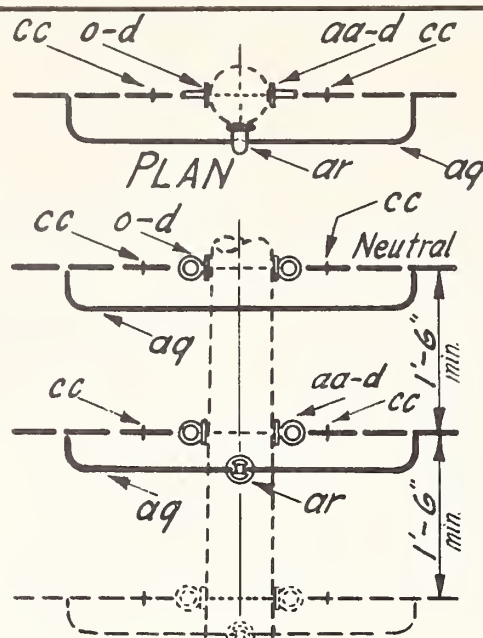 cc o-d aa-d cc
PLAN ar aq
cc o-d cc
Neutral
aq 1'-6" min.
cc aa-d cc
aq ar 1'-6" min.